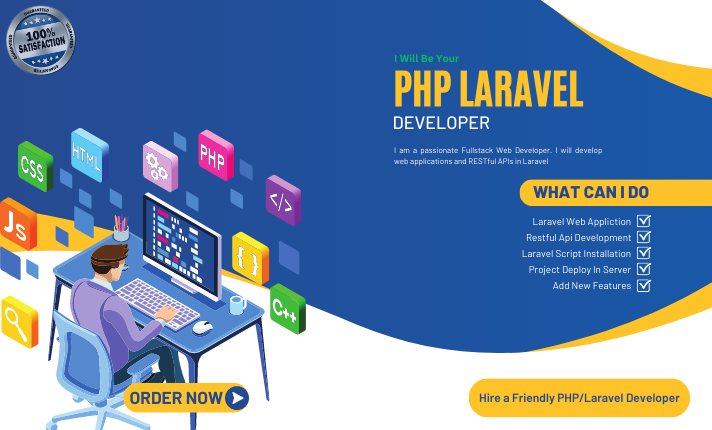 GUARANTEED
100%
SATISFACTION
GUARANTEED
I Will Be Your
PHP LARAVEL
DEVELOPER
I am a passionate Fullstack Web Developer. I will develop
web applications and RESTful APIs in Laravel
WHAT CAN I DO
Laravel Web Appliction
Restful Api Development
Laravel Script Installation
Project Deploy In Server
Add New Features
CSS
HTML
PHP
</>
Js
{}
C++
ORDER NOW
Hire a Friendly PHP/Laravel Developer